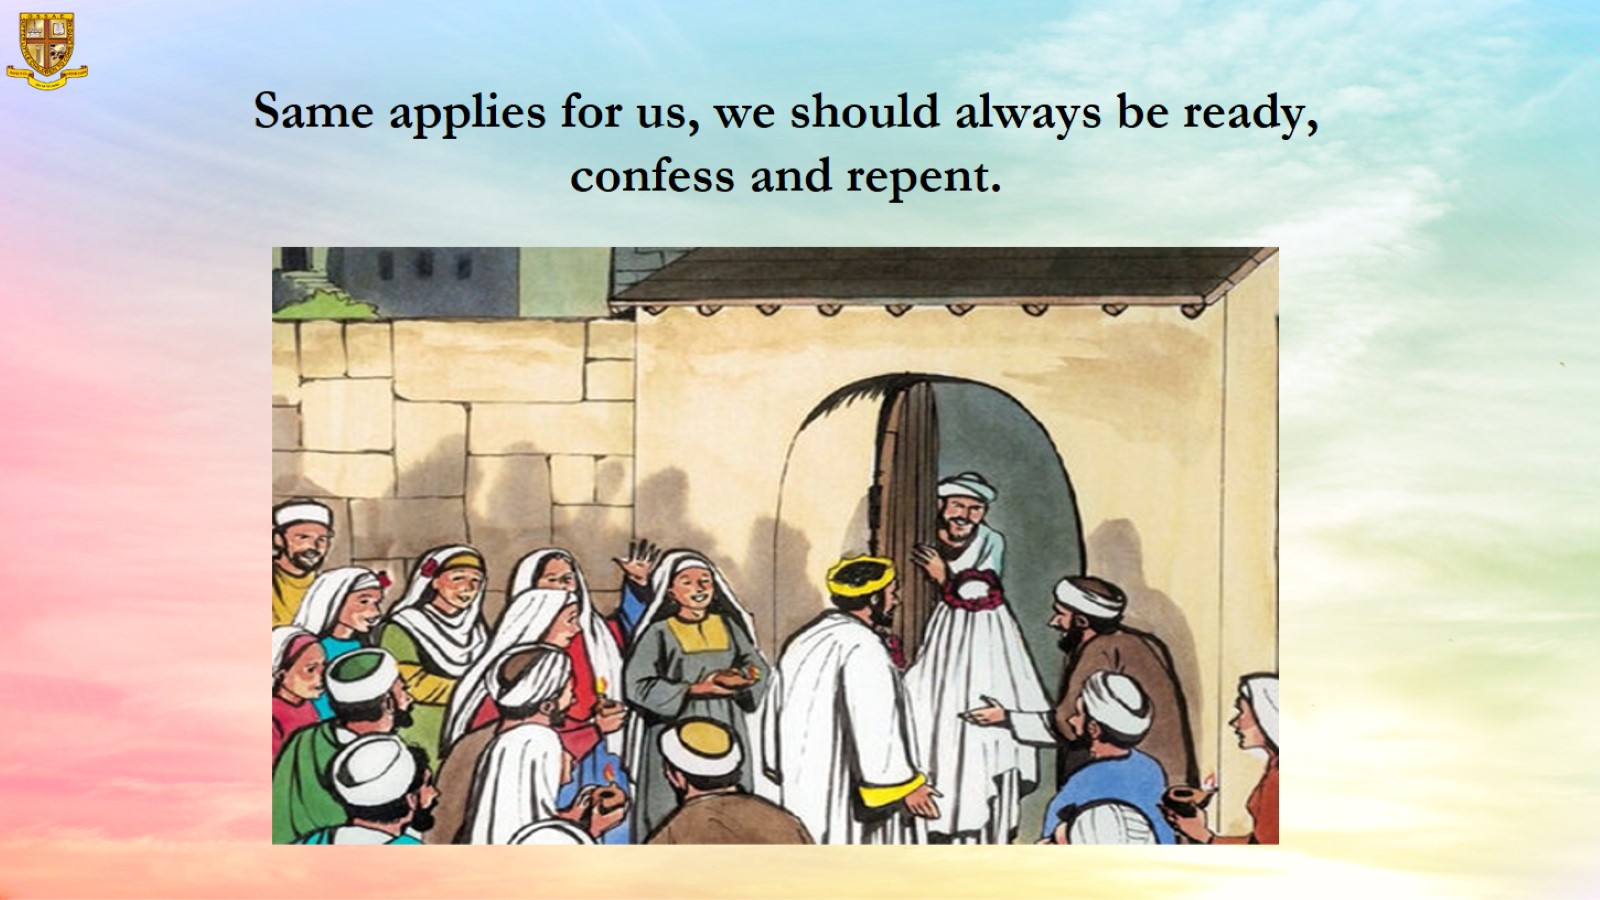 Same applies for us, we should always be ready,
confess and repent.